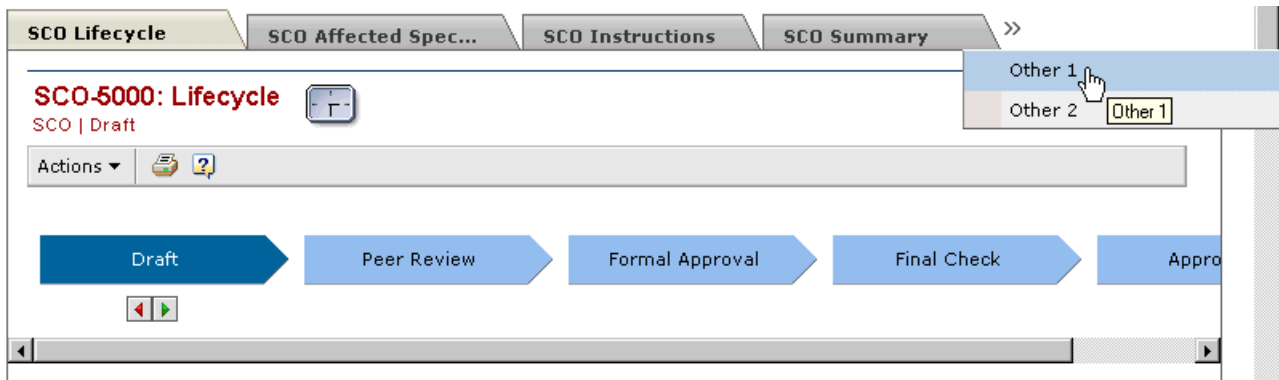 SCO Lifecycle
SCO Affected Spec...
SCO Instructions
SCO Summary
»
Other 1
Other 2
Other 1
SCO-5000: Lifecycle
SCO | Draft
Actions
Draft
Peer Review
Formal Approval
Final Check
Appro